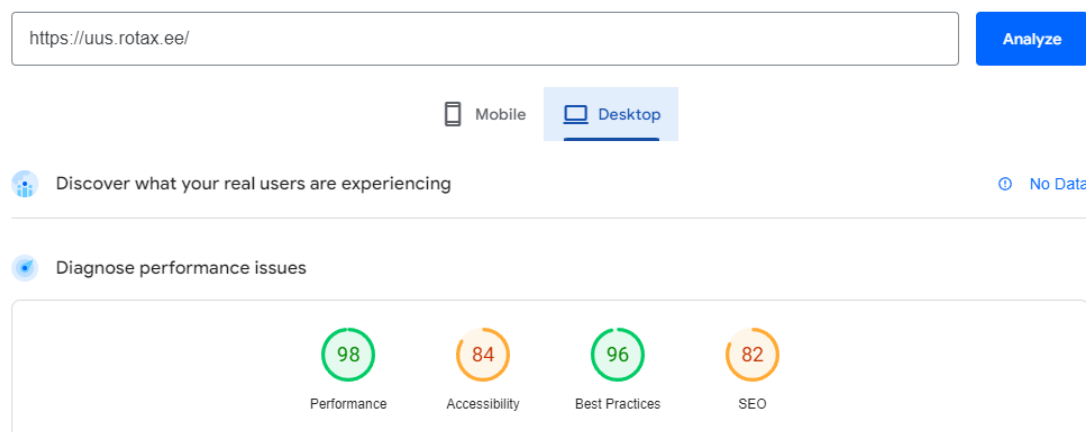 https://uus.rotax.ee/
Analyze
Mobile
Desktop
Discover what your real users are experiencing
No Data
Diagnose performance issues
98
84
96
82
Performance
Accessibility
Best Practices
SEO